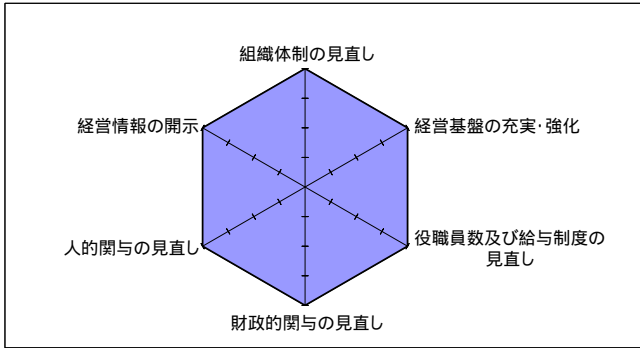 組織体制の見直し
経営情報の開示
経営基盤の充実・強化
人的関与の見直し
役職員数及び給与制度の
見直し
財政的関与の見直し